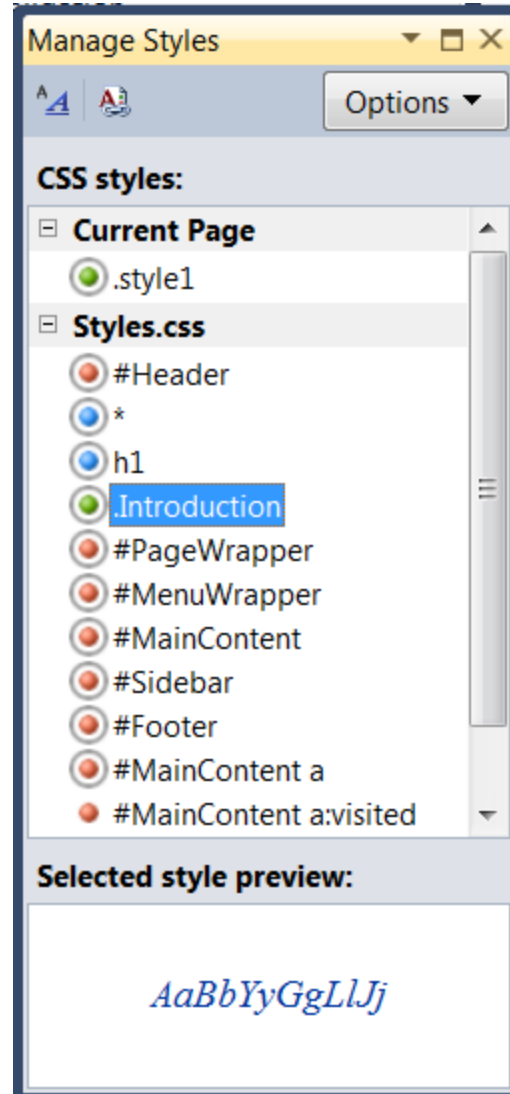 Manage Styles
Options
CSS styles:
Current Page
.style1
Styles.css
#Header
*
h1
.Introduction
#PageWrapper
#MenuWrapper
#MainContent
#Sidebar
#Footer
#MainContent a
#MainContent a:visited
Selected style preview:
AaBbYyGgLlJj